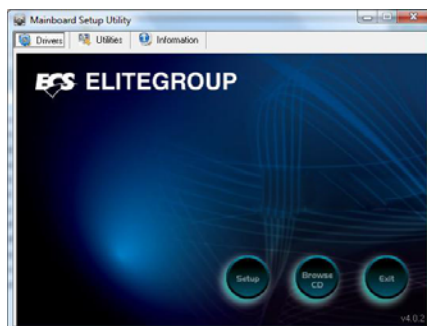 Mainboard Setup Utility
Drivers Utilities Information
ECS ELITEGROUP
Setup Browse CD Exit
v4.0.2